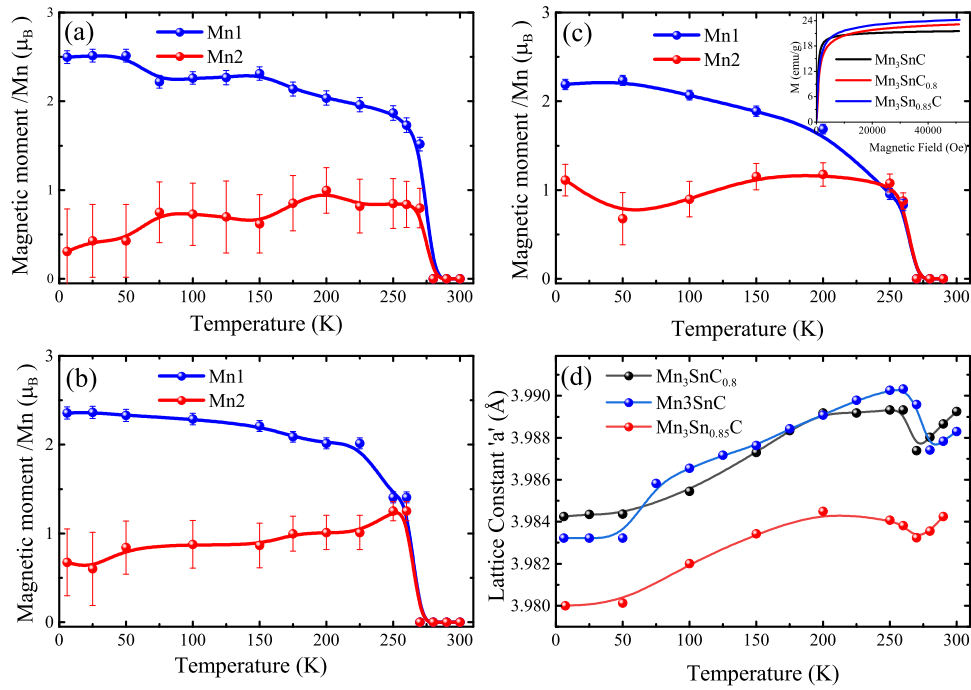 (a)
Mn1
Mn2
Magnetic moment /Mn (μB)
3
2
1
0
0 50 100 150 200 250 300
Temperature (K)
(c)
Mn1
Mn2
Magnetic moment /Mn (μB)
3
2
1
0
0 50 100 150 200 250 300
Temperature (K)
M (emu/g)
24
18
12
6
0
Mn3SnC
Mn3SnC0.8
Mn3Sn0.85C
0 20000 40000
Magnetic Field (Oe)
(b)
Mn1
Mn2
Magnetic moment /Mn (μB)
3
2
1
0
0 50 100 150 200 250 300
Temperature (K)
(d)
Mn3SnC0.8
Mn3SnC
Mn3Sn0.85C
Lattice Constant 'a' (Å)
3.990
3.988
3.986
3.984
3.982
3.980
0 50 100 150 200 250 300
Temperature (K)